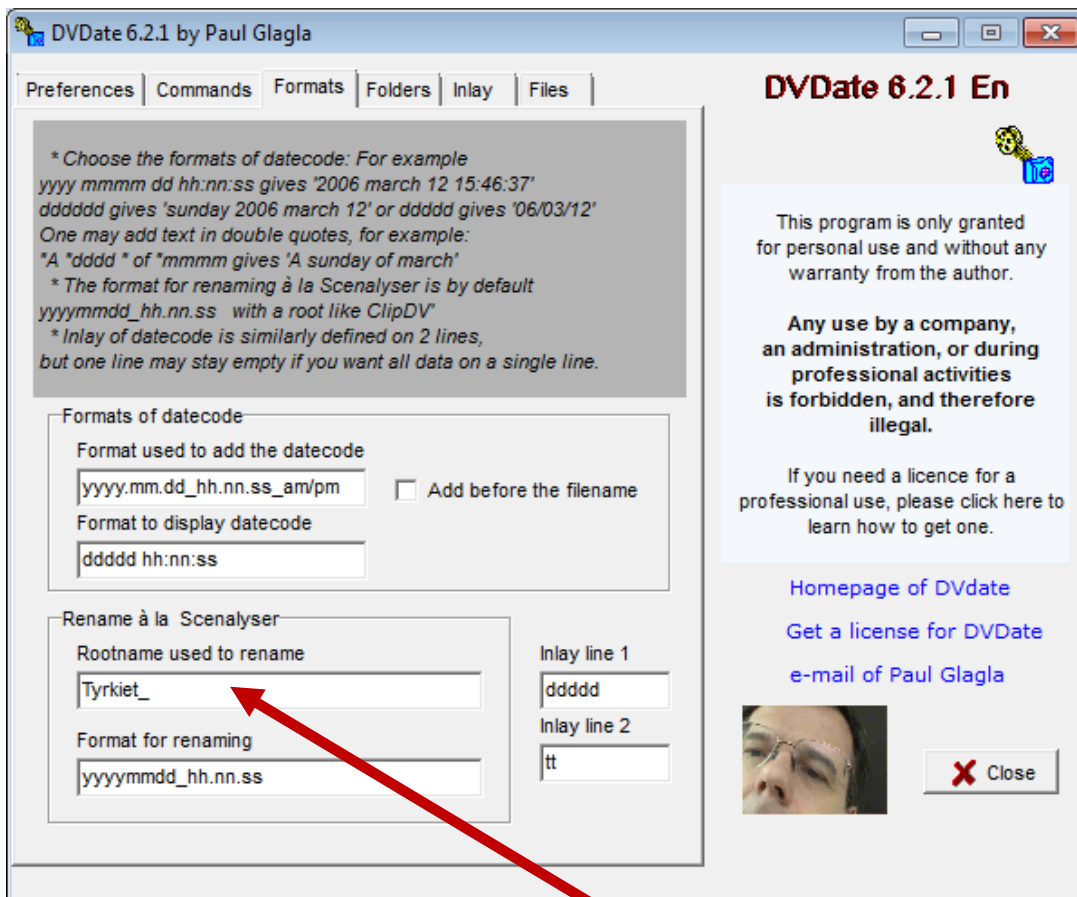 DVDate 6.2.1 by Paul Glagla
Preferences
Commands
Formats
Folders
Inlay
Files
* Choose the formats of datecode: For example
yyyy mmmm dd hh:nn:ss gives '2006 march 12 15:46:37'
dddddd gives 'sunday 2006 march 12' or ddddd gives '06/03/12'
One may add text in double quotes, for example:
"A "dddd " of "mmmm gives 'A sunday of march'
* The format for renaming à la Scenalyser is by default
yyyymmdd_hh.nn.ss with a root like ClipDV'
* Inlay of datecode is similarly defined on 2 lines,
but one line may stay empty if you want all data on a single line.
Formats of datecode
Format used to add the datecode
yyyy.mm.dd_hh.nn.ss_am/pm
Add before the filename
Format to display datecode
ddddd hh:nn:ss
Rename à la Scenalyser
Rootname used to rename
Tyrkiet_
Format for renaming
yyyymmdd_hh.nn.ss
Inlay line 1
ddddd
Inlay line 2
tt
DVDate 6.2.1 En
This program is only granted
for personal use and without any
warranty from the author.
Any use by a company,
an administration, or during
professional activities
is forbidden, and therefore
illegal.
If you need a licence for a
professional use, please click here to
learn how to get one.
Homepage of DVdate
Get a license for DVDate
e-mail of Paul Glagla
Close